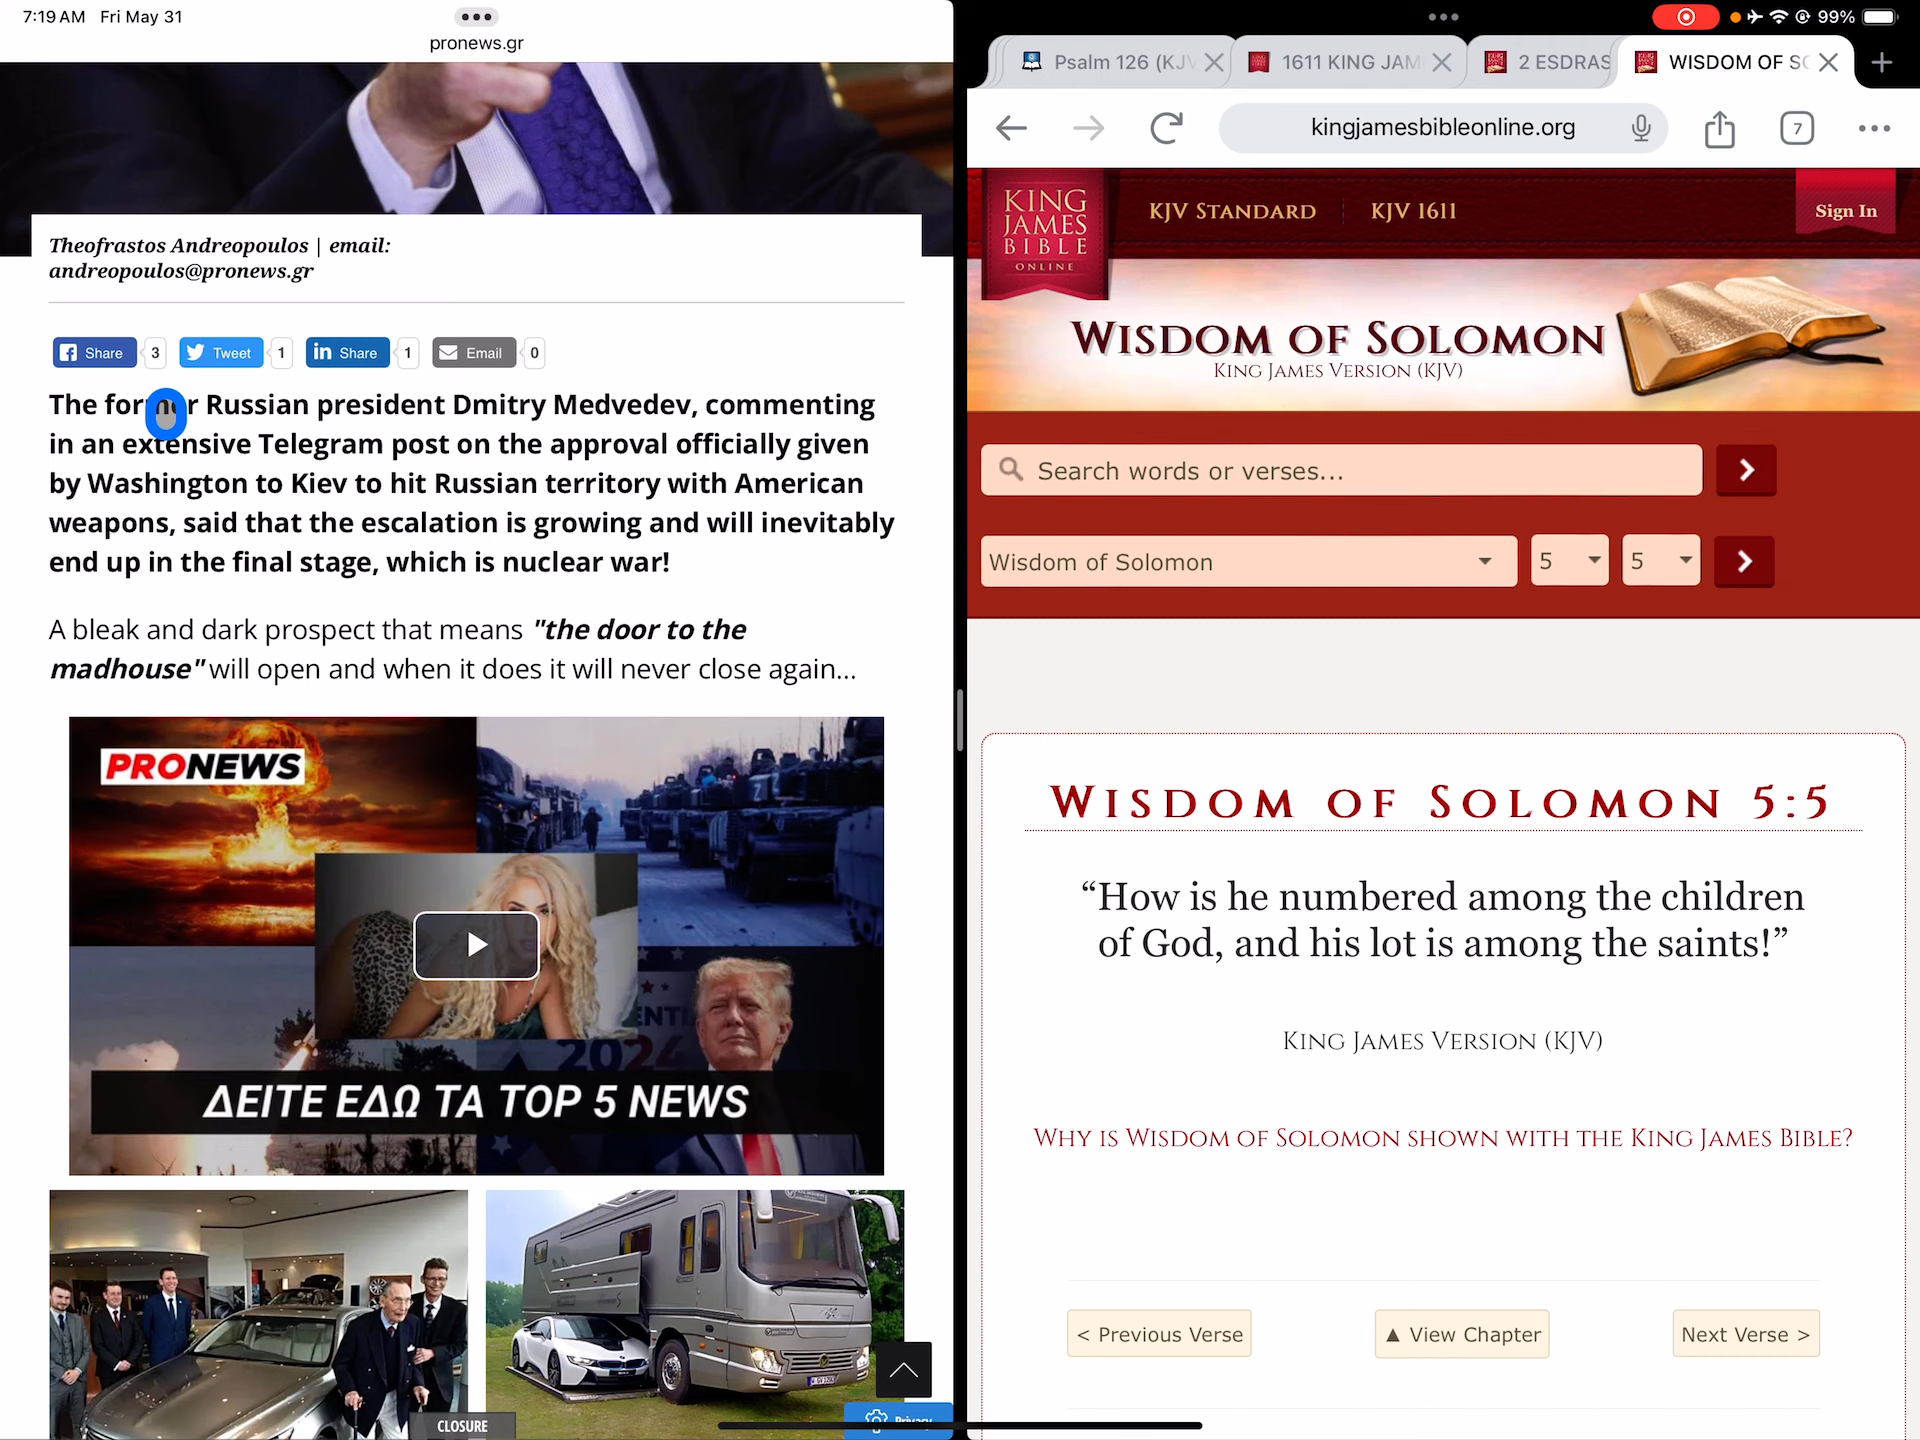 7:19 AM Fri May 31
pronews.gr
Theofrastos Andreopoulos | email:
andreopoulos@pronews.gr
Share 3 Tweet 1 in Share 1 Email 0
The former Russian president Dmitry Medvedev, commenting
in an extensive Telegram post on the approval officially given
by Washington to Kiev to hit Russian territory with American
weapons, said that the escalation is growing and will inevitably
end up in the final stage, which is nuclear war!
A bleak and dark prospect that means "the door to the
madhouse" will open and when it does it will never close again...
PRONEWS
2024
ΔΕΙΤΕ ΕΔΩ ΤΑ TOP 5 NEWS
CLOSURE
Privacy
99%
Psalm 126 (KJV
1611 KING JAM
2 ESDRAS
WISDOM OF SO
kingjamesbibleonline.org
7
KING
JAMES
BIBLE
ONLINE
KJV STANDARD
KJV 1611
Sign In
WISDOM OF SOLOMON
KING JAMES VERSION (KJV)
Search words or verses...
Wisdom of Solomon 5 5
WISDOM OF SOLOMON 5:5
“How is he numbered among the children
of God, and his lot is among the saints!”
KING JAMES VERSION (KJV)
WHY IS WISDOM OF SOLOMON SHOWN WITH THE KING JAMES BIBLE?
< Previous Verse
▲ View Chapter
Next Verse >